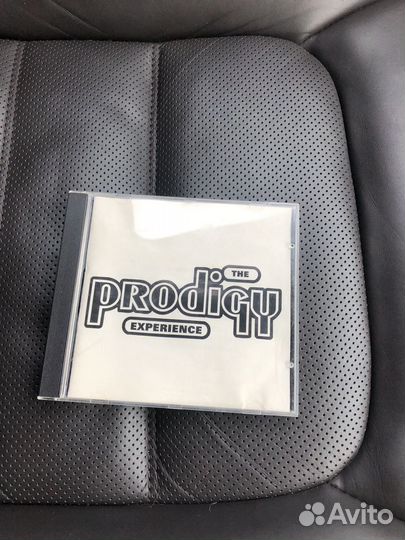 THE
prodigy
EXPERIENCE
Avito